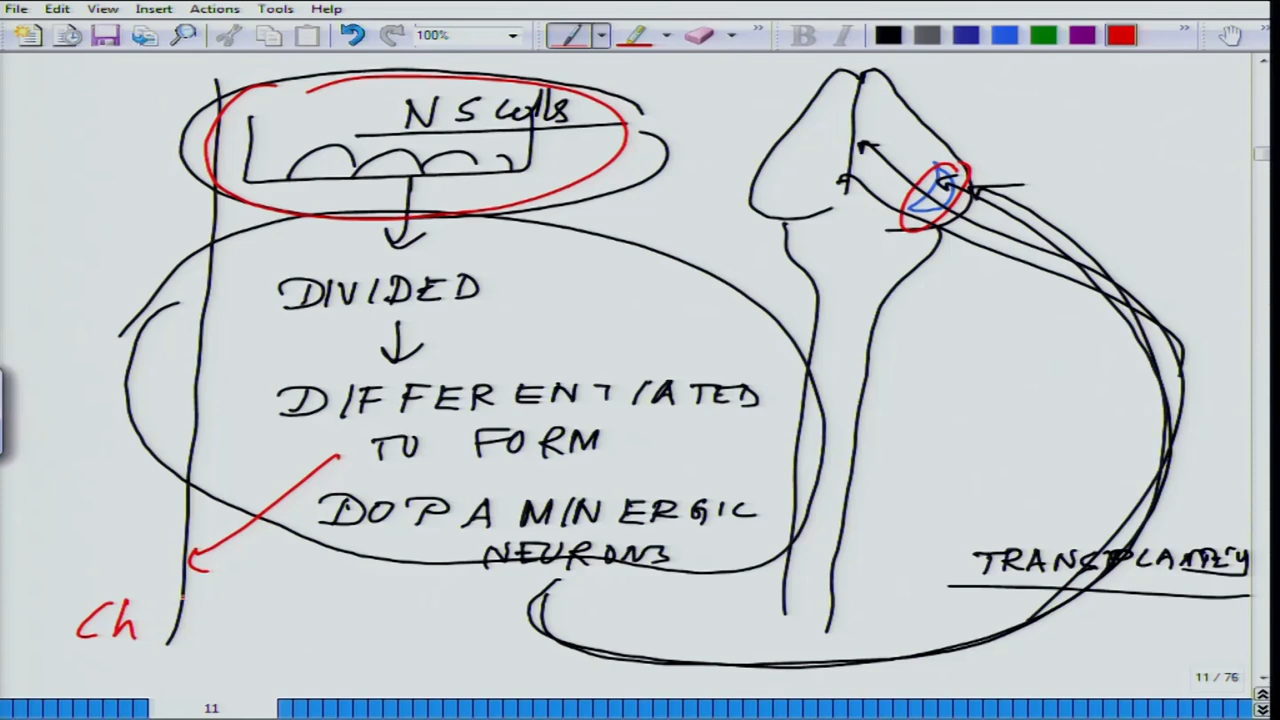 File Edit View Insert Actions Tools Help
100%
N S Cells
DIVIDED
DIFFERENTIATED
TO FORM
DOPAMINERGIC
NEURONS
Ch
11 / 76
11